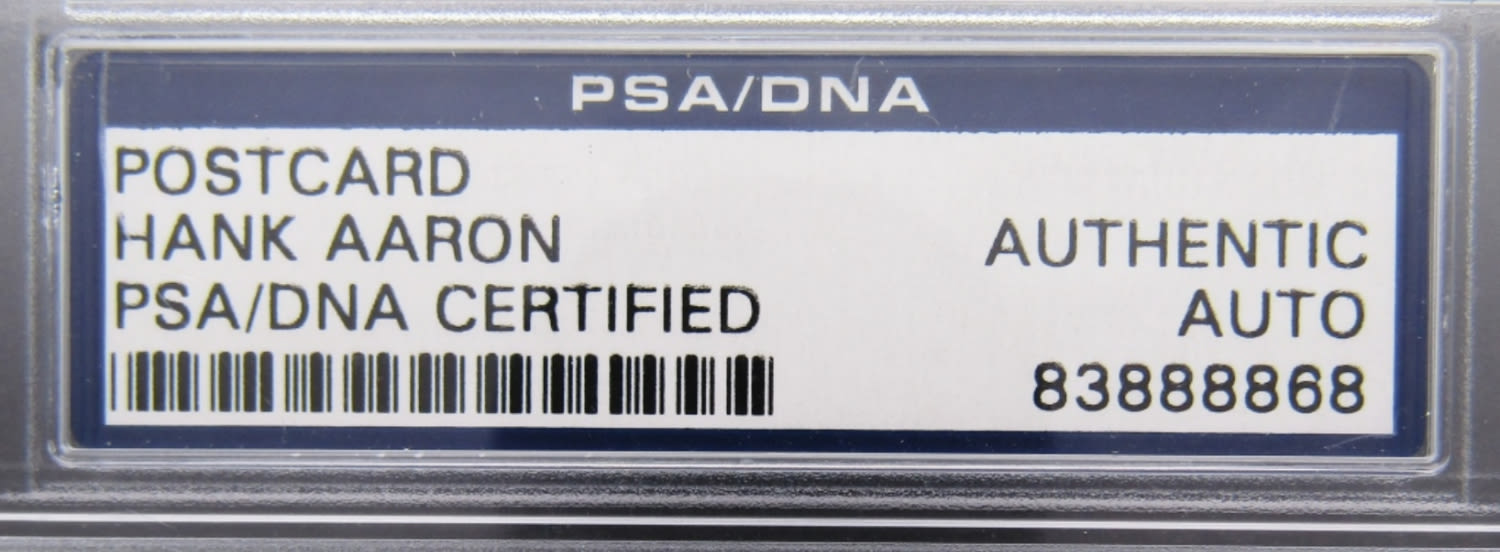 PSA/DNA
POSTCARD
HANK AARON AUTHENTIC
PSA/DNA CERTIFIED AUTO
83888868